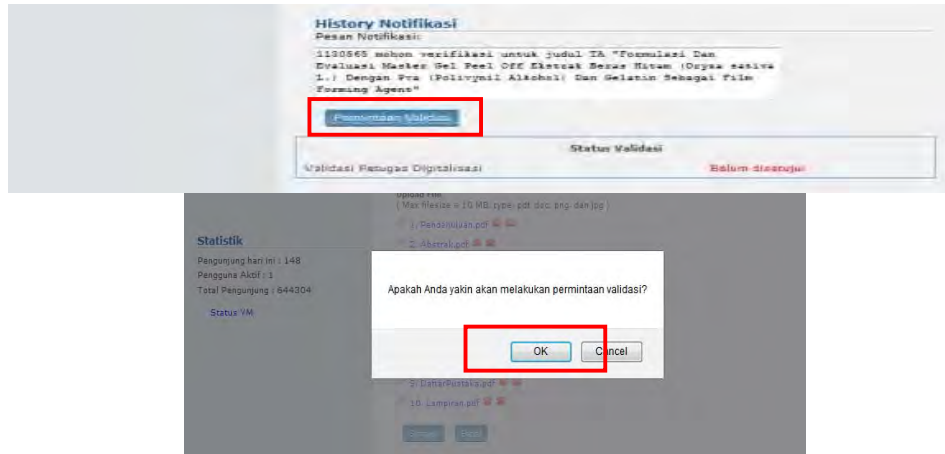 History Notifikasi
Pesan Notifikasi:
1130565 mohon verifikasi untuk judul TA "Formulasi Dan
Evaluasi Masker Gel Peel Off Ekstrak Beras Hitam (Oryza sativa
L.) Dengan Pva (Polivynil Alkohol) Dan Gelatin Sebagai Film
Forming Agent"
Permintaan Validasi
Status Validasi
Validasi Petugas Digitalisasi
Belum disetujui
Upload File
( Max filesize = 10 MB, type: pdf, doc, png, dan jpg )
1. Pendahuluan.pdf
2. Abstrak.pdf
Statistik
Pengunjung hari ini : 148
Pengguna Aktif : 1
Total Pengunjung : 644304
Status YM
Apakah Anda yakin akan melakukan permintaan validasi?
OK
Cancel
9. DaftarPustaka.pdf
10. Lampiran.pdf